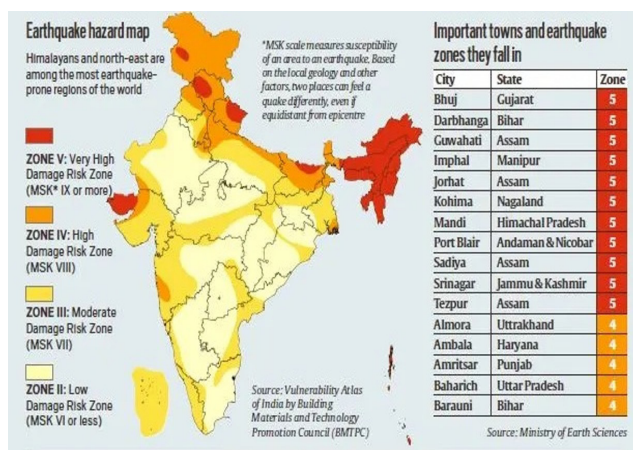 Earthquake hazard map
Himalayans and north-east are
among the most earthquake-
prone regions of the world
*MSK scale measures susceptibility
of an area to an earthquake. Based
on the local geology and other
factors, two places can feel a
quake differently, even if
equidistant from epicentre
ZONE V: Very High
Damage Risk Zone
(MSK* IX or more)
ZONE IV: High
Damage Risk Zone
(MSK VIII)
ZONE III: Moderate
Damage Risk Zone
(MSK VII)
ZONE II: Low
Damage Risk Zone
(MSK VI or less)
Source: Vulnerability Atlas
of India by Building
Materials and Technology
Promotion Council (BMTPC)
Important towns and earthquake
zones they fall in
City State Zone
Bhuj Gujarat 5
Darbhanga Bihar 5
Guwahati Assam 5
Imphal Manipur 5
Jorhat Assam 5
Kohima Nagaland 5
Mandi Himachal Pradesh 5
Port Blair Andaman & Nicobar 5
Sadiya Assam 5
Srinagar Jammu & Kashmir 5
Tezpur Assam 5
Almora Uttrakhand 4
Ambala Haryana 4
Amritsar Punjab 4
Baharich Uttar Pradesh 4
Barauni Bihar 4
Source: Ministry of Earth Sciences